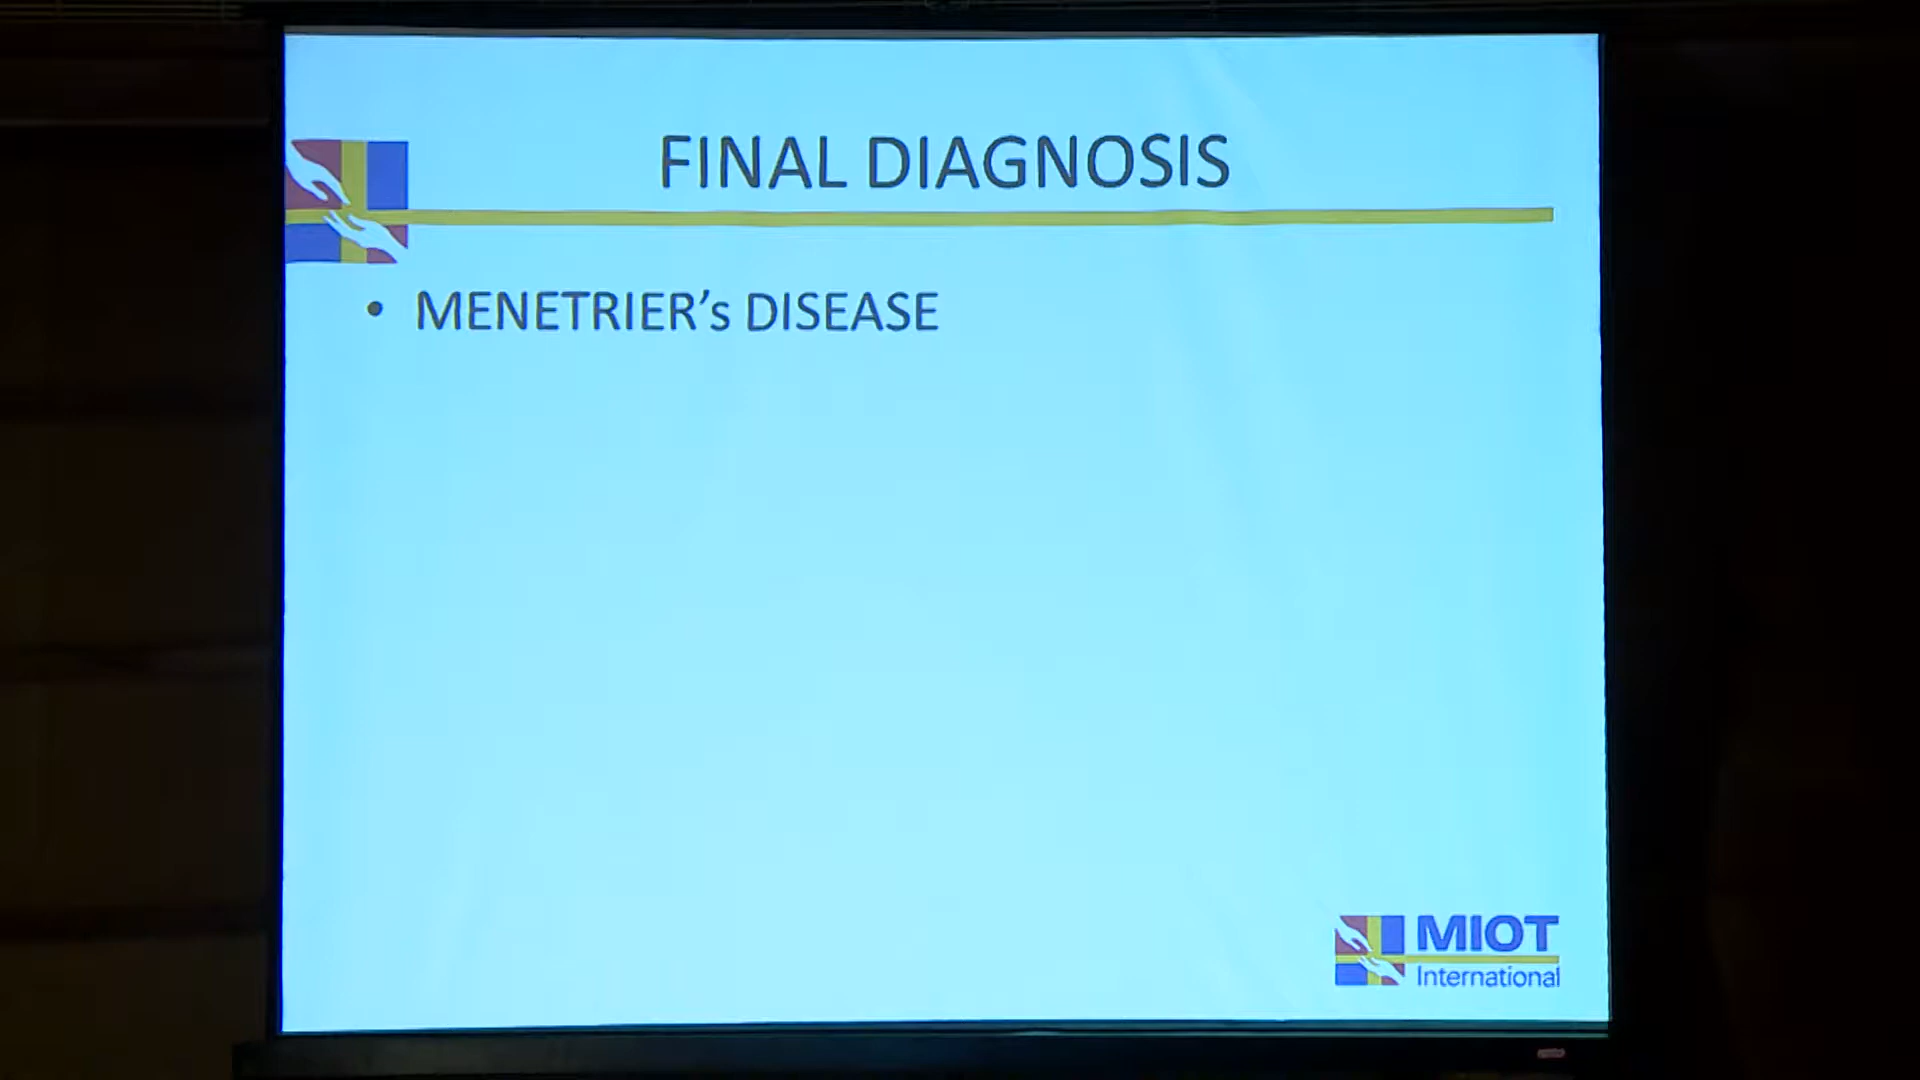 FINAL DIAGNOSIS
• MENETRIER’s DISEASE
MIOT
International